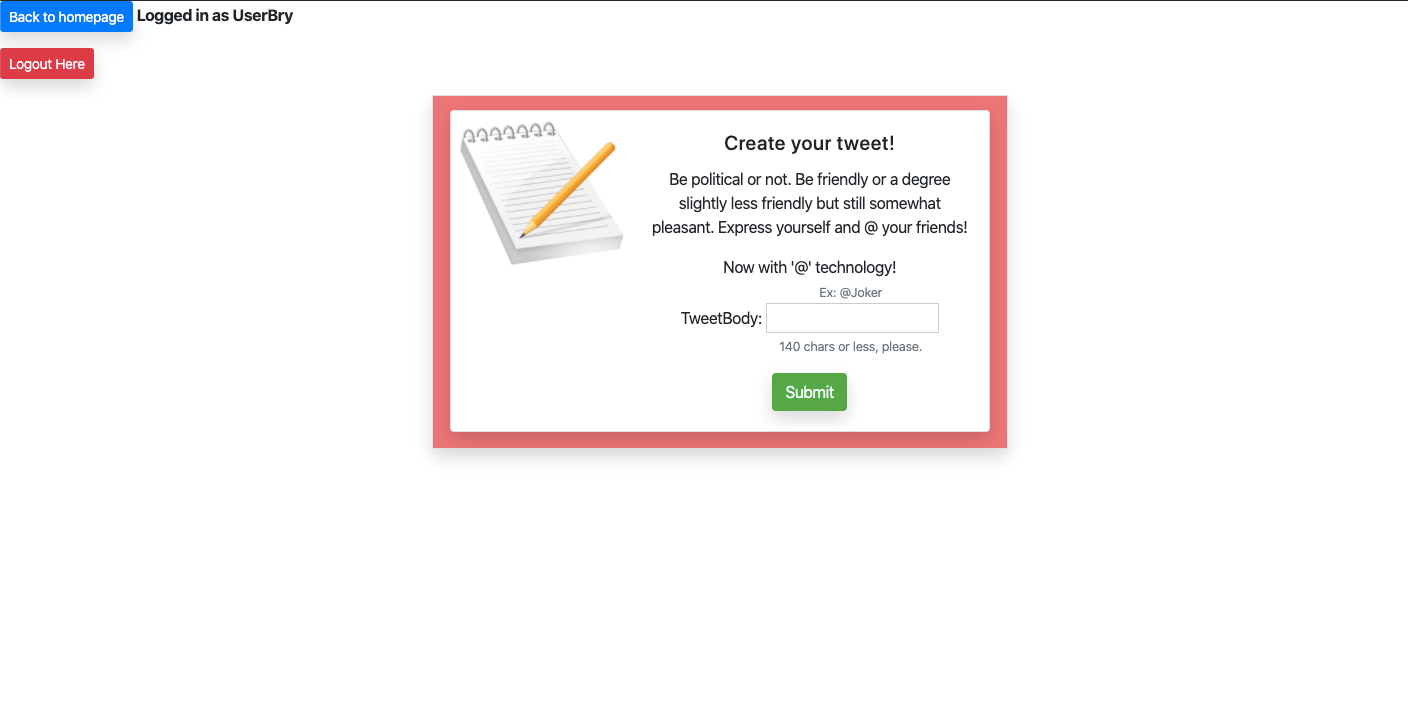 Back to homepage Logged in as UserBry
Logout Here
Create your tweet!
Be political or not. Be friendly or a degree
slightly less friendly but still somewhat
pleasant. Express yourself and @ your friends!
Now with '@' technology!
Ex: @Joker
TweetBody:
140 chars or less, please.
Submit